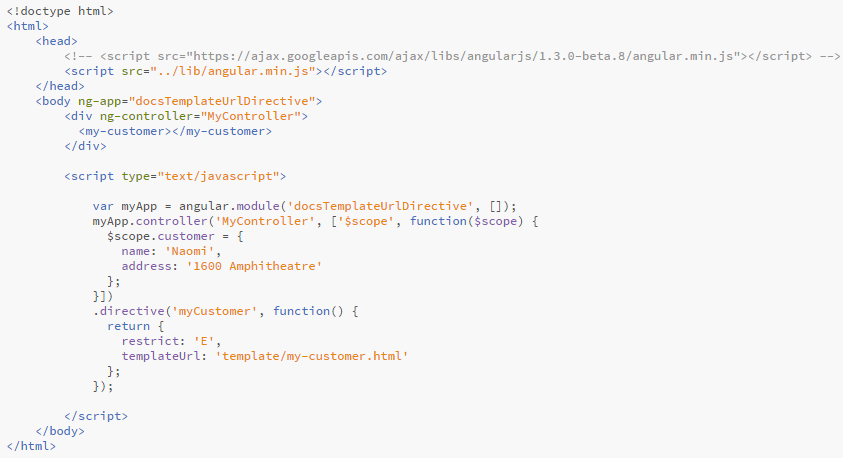 <!doctype html>
<html>
    <head>
        <!-- <script src="https://ajax.googleapis.com/ajax/libs/angularjs/1.3.0-beta.8/angular.min.js"></script> -->
        <script src="../lib/angular.min.js"></script>
    </head>
    <body ng-app="docsTemplateUrlDirective">
        <div ng-controller="MyController">
          <my-customer></my-customer>
        </div>

        <script type="text/javascript">

            var myApp = angular.module('docsTemplateUrlDirective', []);
            myApp.controller('MyController', ['$scope', function($scope) {
              $scope.customer = {
                name: 'Naomi',
                address: '1600 Amphitheatre'
              };
            }])
            .directive('myCustomer', function() {
              return {
                restrict: 'E',
                templateUrl: 'template/my-customer.html'
              };
            });

        </script>
    </body>
</html>